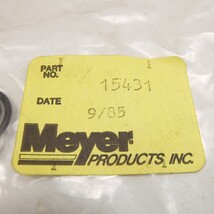 PART NO. 15431
DATE 9/85
Meyer
PRODUCTS, INC.